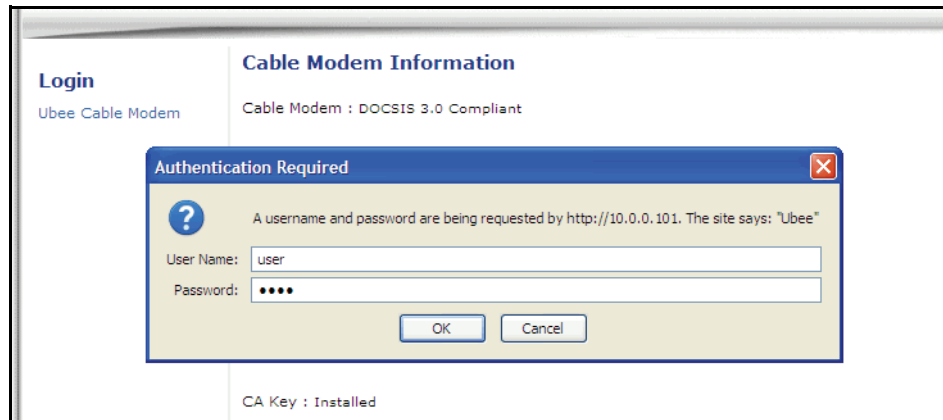 Login
Ubee Cable Modem
Cable Modem Information
Cable Modem : DOCSIS 3.0 Compliant
Authentication Required
A username and password are being requested by http://10.0.0.101. The site says: "Ubee"
User Name: user
Password: ••••
OK Cancel
CA Key : Installed